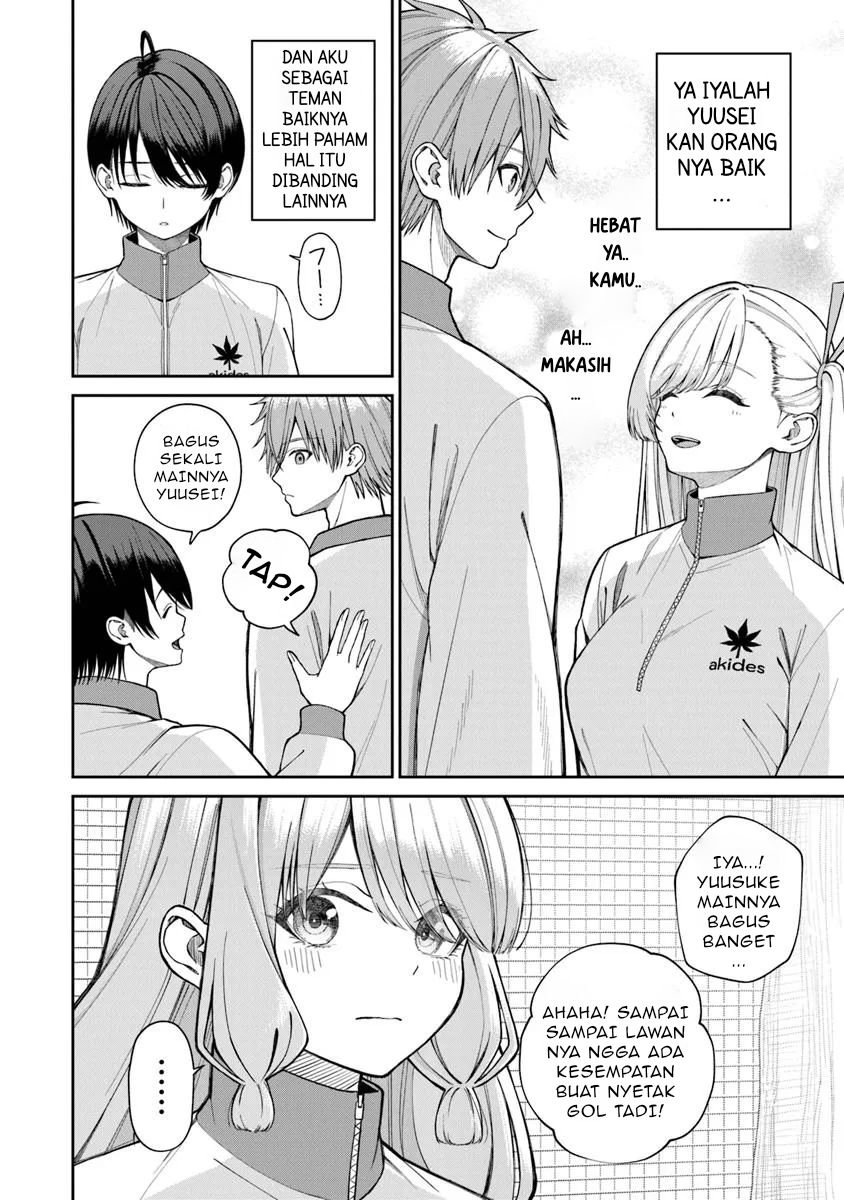 YA IYALAH
YUUSEI
KAN ORANG
NYA BAIK
...
HEBAT
YA..
KAMU..
AH...
MAKASIH
...
akides
DAN AKU
SEBAGAI
TEMAN
BAIKNYA
LEBIH PAHAM
HAL ITU
DIBANDING
LAINNYA
フー…
akides
BAGUS
SEKALI
MAINNYA
YUUSEI!
TAP!
IYA...!
YUUSUKE
MAINNYA
BAGUS
BANGET
...
AHAHA! SAMPAI
SAMPAI LAWAN
NYA NGGA ADA
KESEMPATAN
BUAT NYETAK
GOL TADI!
......